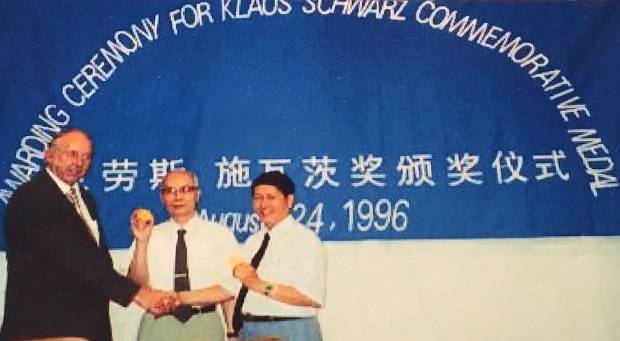 AWARDING CEREMONY FOR KLAUS SCHWARZ COMMEMORATIVE MEDAL
劳斯 施瓦茨奖颁奖仪式
August 24, 1996